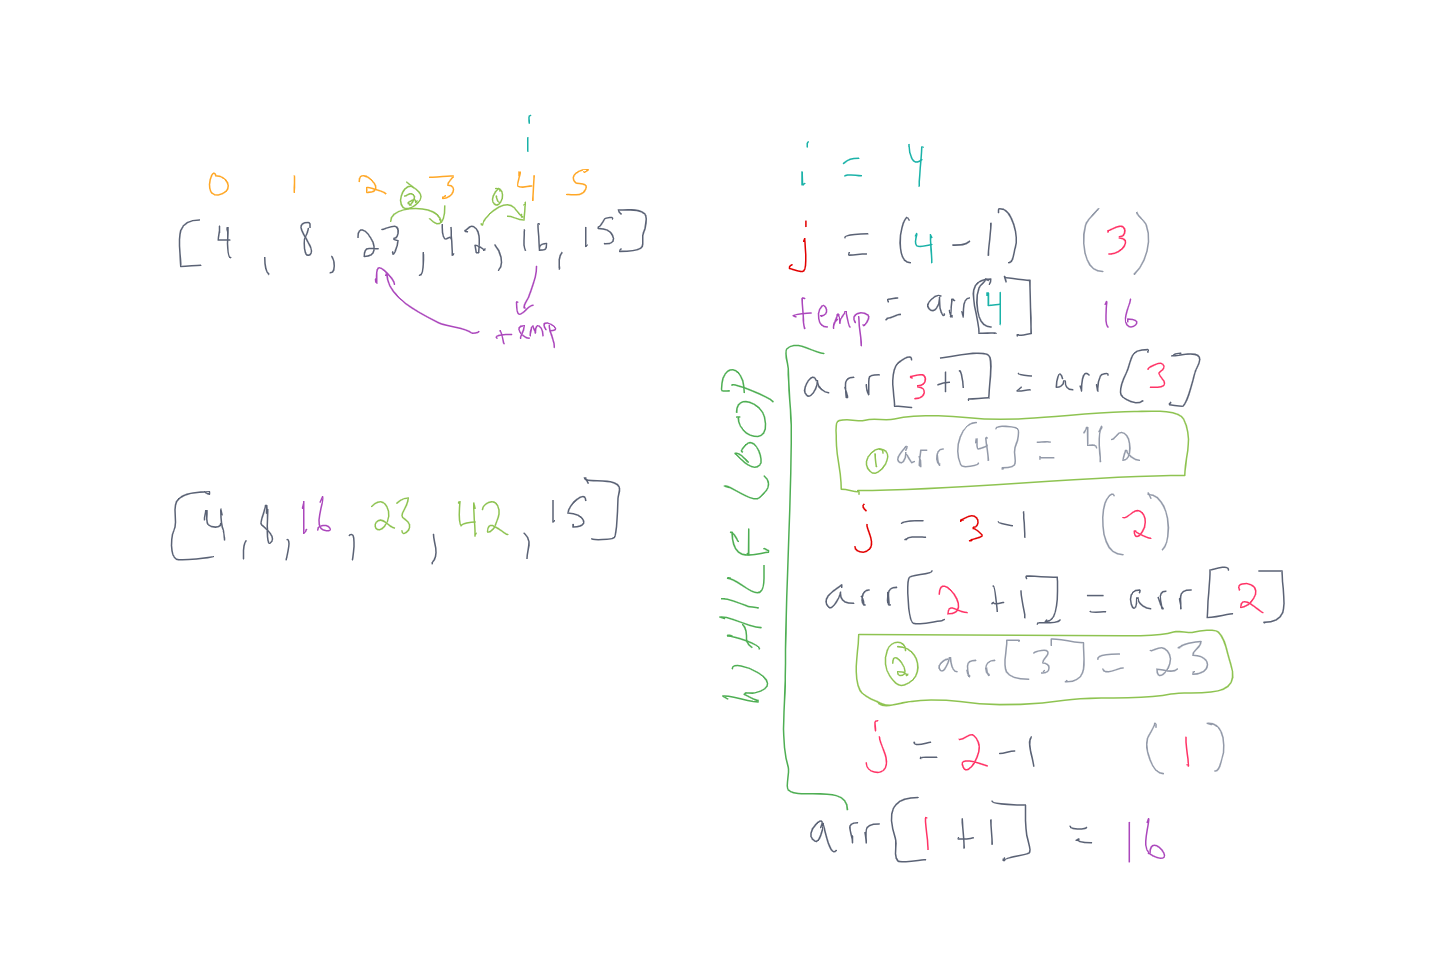 i
0 1 2 ② 3 ① 4 5
[4, 8, 23, 42, 16, 15]
temp
[4, 8, 16, 23, 42, 15]
i = 4
j = (4 - 1) (3)
temp = arr[4] 16
WHILE LOOP
arr[3+1] = arr[3]
① arr[4] = 42
j = 3 - 1 (2)
arr[2 + 1] = arr[2]
② arr[3] = 23
j = 2 - 1 (1)
arr[1 + 1] = 16